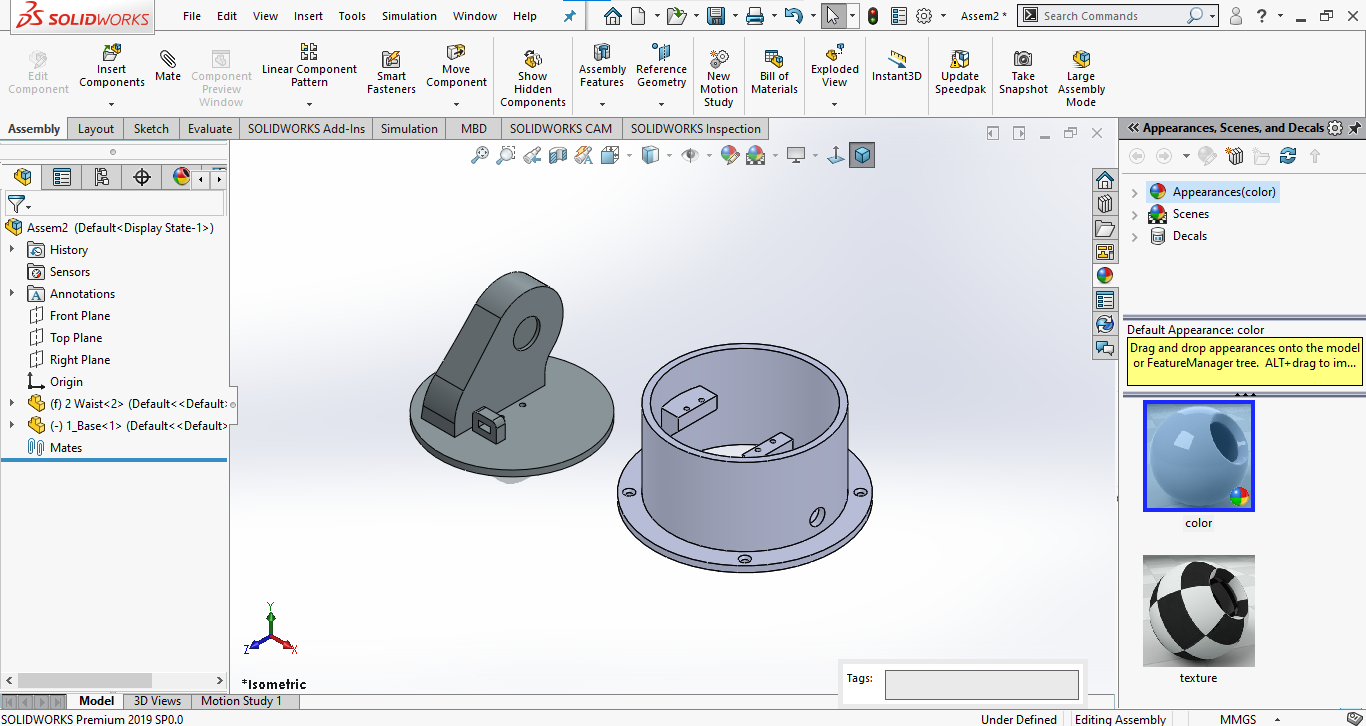 SOLIDWORKS
File Edit View Insert Tools Simulation Window Help
Assem2 *
Search Commands
Edit Component
Insert Components
Mate
Component Preview Window
Linear Component Pattern
Smart Fasteners
Move Component
Show Hidden Components
Assembly Features
Reference Geometry
New Motion Study
Bill of Materials
Exploded View
Instant3D
Update Speedpak
Take Snapshot
Large Assembly Mode
Assembly Layout Sketch Evaluate SOLIDWORKS Add-Ins Simulation MBD SOLIDWORKS CAM SOLIDWORKS Inspection
Assem2 (Default<Display State-1>)
History
Sensors
Annotations
Front Plane
Top Plane
Right Plane
Origin
(f) 2 Waist<2> (Default<<Default>
(-) 1_Base<1> (Default<<Default>
Mates
Y
Z
X
*Isometric
Tags:
Appearances, Scenes, and Decals
Appearances(color)
Scenes
Decals
Default Appearance: color
Drag and drop appearances onto the model
or FeatureManager tree. ALT+drag to im...
color
texture
Model 3D Views Motion Study 1
SOLIDWORKS Premium 2019 SP0.0
Under Defined Editing Assembly MMGS